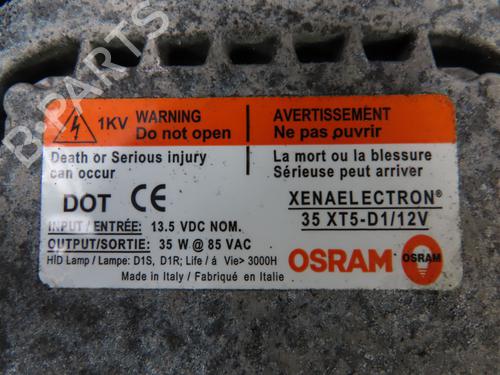 1KV WARNING
Do not open
AVERTISSEMENT
Ne pas ouvrir
Death or Serious injury
can occur
La mort ou la blessure
Sérieuse peut arriver
DOT CE
XENAELECTRON®
35 XT5-D1/12V
INPUT/ENTRÉE: 13.5 VDC NOM.
OUTPUT/SORTIE: 35 W @ 85 VAC
HID Lamp / Lampe: D1S, D1R; Life / á Vie> 3000H
Made in Italy / Fabriqué en Italie
OSRAM OSRAM
B-PARTS